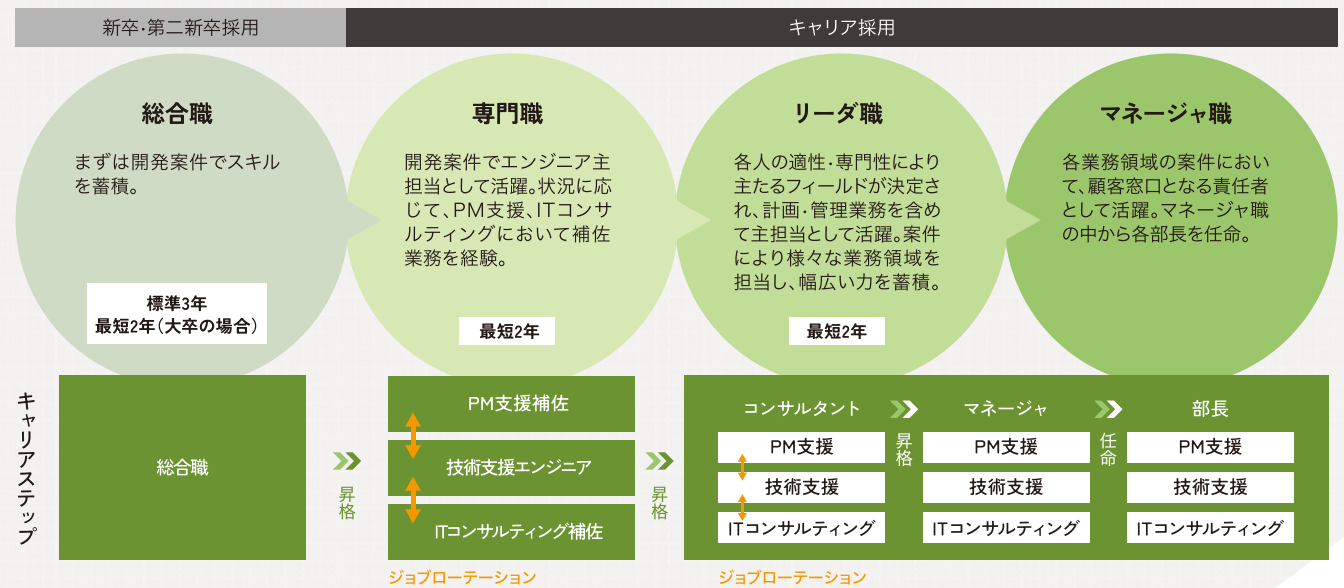 新卒・第二新卒採用
キャリア採用
総合職
まずは開発案件でスキル
を蓄積。
標準3年
最短2年(大卒の場合)
専門職
開発案件でエンジニア主
担当として活躍。状況に応
じて、PM支援、ITコンサ
ルティングにおいて補佐
業務を経験。
最短2年
リーダ職
各人の適性・専門性により
主たるフィールドが決定さ
れ、計画・管理業務を含め
て主担当として活躍。案件
により様々な業務領域を
担当し、幅広い力を蓄積。
最短2年
マネージャ職
各業務領域の案件におい
て、顧客窓口となる責任者
として活躍。マネージャ職
の中から各部長を任命。
キャリアステップ
総合職
昇格
PM支援補佐
技術支援エンジニア
ITコンサルティング補佐
ジョブローテーション
昇格
コンサルタント
PM支援
技術支援
ITコンサルティング
ジョブローテーション
昇格
マネージャ
PM支援
技術支援
ITコンサルティング
任命
部長
PM支援
技術支援
ITコンサルティング